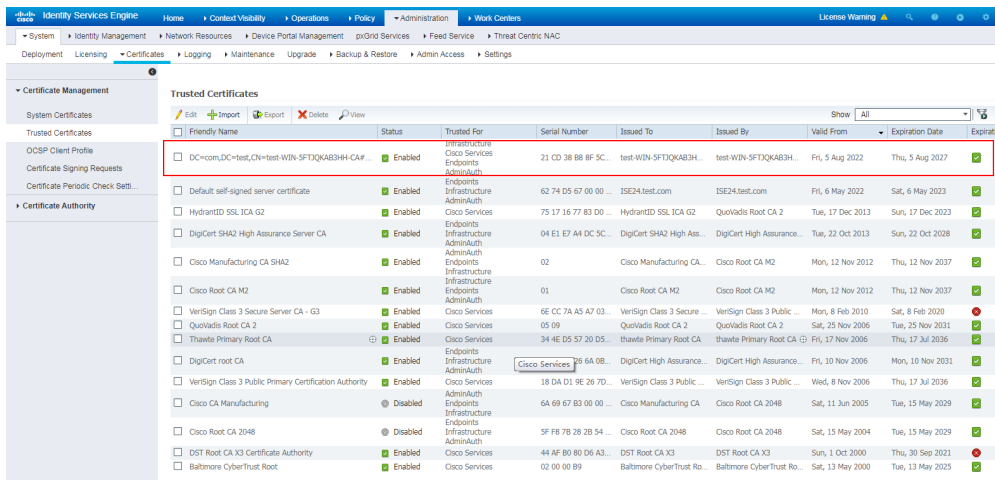 cisco Identity Services Engine Home Context Visibility Operations Policy Administration Work Centers License Warning
System Identity Management Network Resources Device Portal Management pxGrid Services Feed Service Threat Centric NAC
Deployment Licensing Certificates Logging Maintenance Upgrade Backup & Restore Admin Access Settings
Certificate Management
System Certificates
Trusted Certificates
OCSP Client Profile
Certificate Signing Requests
Certificate Periodic Check Setti...
Certificate Authority
Trusted Certificates
Edit Import Export Delete View Show All
Friendly Name Status Trusted For Serial Number Issued To Issued By Valid From Expiration Date Expirat
Infrastructure
Cisco Services
DC=com,DC=test,CN=test-WIN-5FTJQKAB3HH-CA#... Enabled Endpoints 21 CD 38 B8 8F 5C... test-WIN-5FTJQKAB3H... test-WIN-5FTJQKAB3H... Fri, 5 Aug 2022 Thu, 5 Aug 2027
AdminAuth
Endpoints
Default self-signed server certificate Enabled Infrastructure 62 74 D5 67 00 00 ... ISE24.test.com ISE24.test.com Fri, 6 May 2022 Sat, 6 May 2023
AdminAuth
HydrantID SSL ICA G2 Enabled Cisco Services 75 17 16 77 83 D0 ... HydrantID SSL ICA G2 QuoVadis Root CA 2 Tue, 17 Dec 2013 Sun, 17 Dec 2023
Endpoints
DigiCert SHA2 High Assurance Server CA Enabled Infrastructure 04 E1 E7 A4 DC 5C... DigiCert SHA2 High Ass... DigiCert High Assurance... Tue, 22 Oct 2013 Sun, 22 Oct 2028
AdminAuth
AdminAuth
Cisco Manufacturing CA SHA2 Enabled Endpoints 02 Cisco Manufacturing CA... Cisco Root CA M2 Mon, 12 Nov 2012 Thu, 12 Nov 2037
Infrastructure
Infrastructure
Cisco Root CA M2 Enabled Endpoints 01 Cisco Root CA M2 Cisco Root CA M2 Mon, 12 Nov 2012 Thu, 12 Nov 2037
AdminAuth
VeriSign Class 3 Secure Server CA - G3 Enabled Cisco Services 6E CC 7A A5 A7 03... VeriSign Class 3 Secure ... VeriSign Class 3 Public ... Mon, 8 Feb 2010 Sat, 8 Feb 2020
QuoVadis Root CA 2 Enabled Cisco Services 05 09 QuoVadis Root CA 2 QuoVadis Root CA 2 Sat, 25 Nov 2006 Tue, 25 Nov 2031
Thawte Primary Root CA Enabled Cisco Services 34 4E D5 57 20 D5... thawte Primary Root CA thawte Primary Root CA Fri, 17 Nov 2006 Thu, 17 Jul 2036
Endpoints
DigiCert root CA Enabled Infrastructure Cisco Services 26 6A 0B... DigiCert High Assurance... DigiCert High Assurance... Fri, 10 Nov 2006 Mon, 10 Nov 2031
AdminAuth
VeriSign Class 3 Public Primary Certification Authority Enabled Cisco Services 18 DA D1 9E 26 7D... VeriSign Class 3 Public ... VeriSign Class 3 Public ... Wed, 8 Nov 2006 Thu, 17 Jul 2036
AdminAuth
Cisco CA Manufacturing Disabled Endpoints 6A 69 67 B3 00 00 ... Cisco Manufacturing CA Cisco Root CA 2048 Sat, 11 Jun 2005 Tue, 15 May 2029
Infrastructure
Endpoints
Cisco Root CA 2048 Disabled Infrastructure 5F F8 7B 28 2B 54 ... Cisco Root CA 2048 Cisco Root CA 2048 Sat, 15 May 2004 Tue, 15 May 2029
AdminAuth
DST Root CA X3 Certificate Authority Enabled Cisco Services 44 AF B0 80 D6 A3... DST Root CA X3 DST Root CA X3 Sun, 1 Oct 2000 Thu, 30 Sep 2021
Baltimore CyberTrust Root Enabled Cisco Services 02 00 00 B9 Baltimore CyberTrust Ro... Baltimore CyberTrust Ro... Sat, 13 May 2000 Tue, 13 May 2025